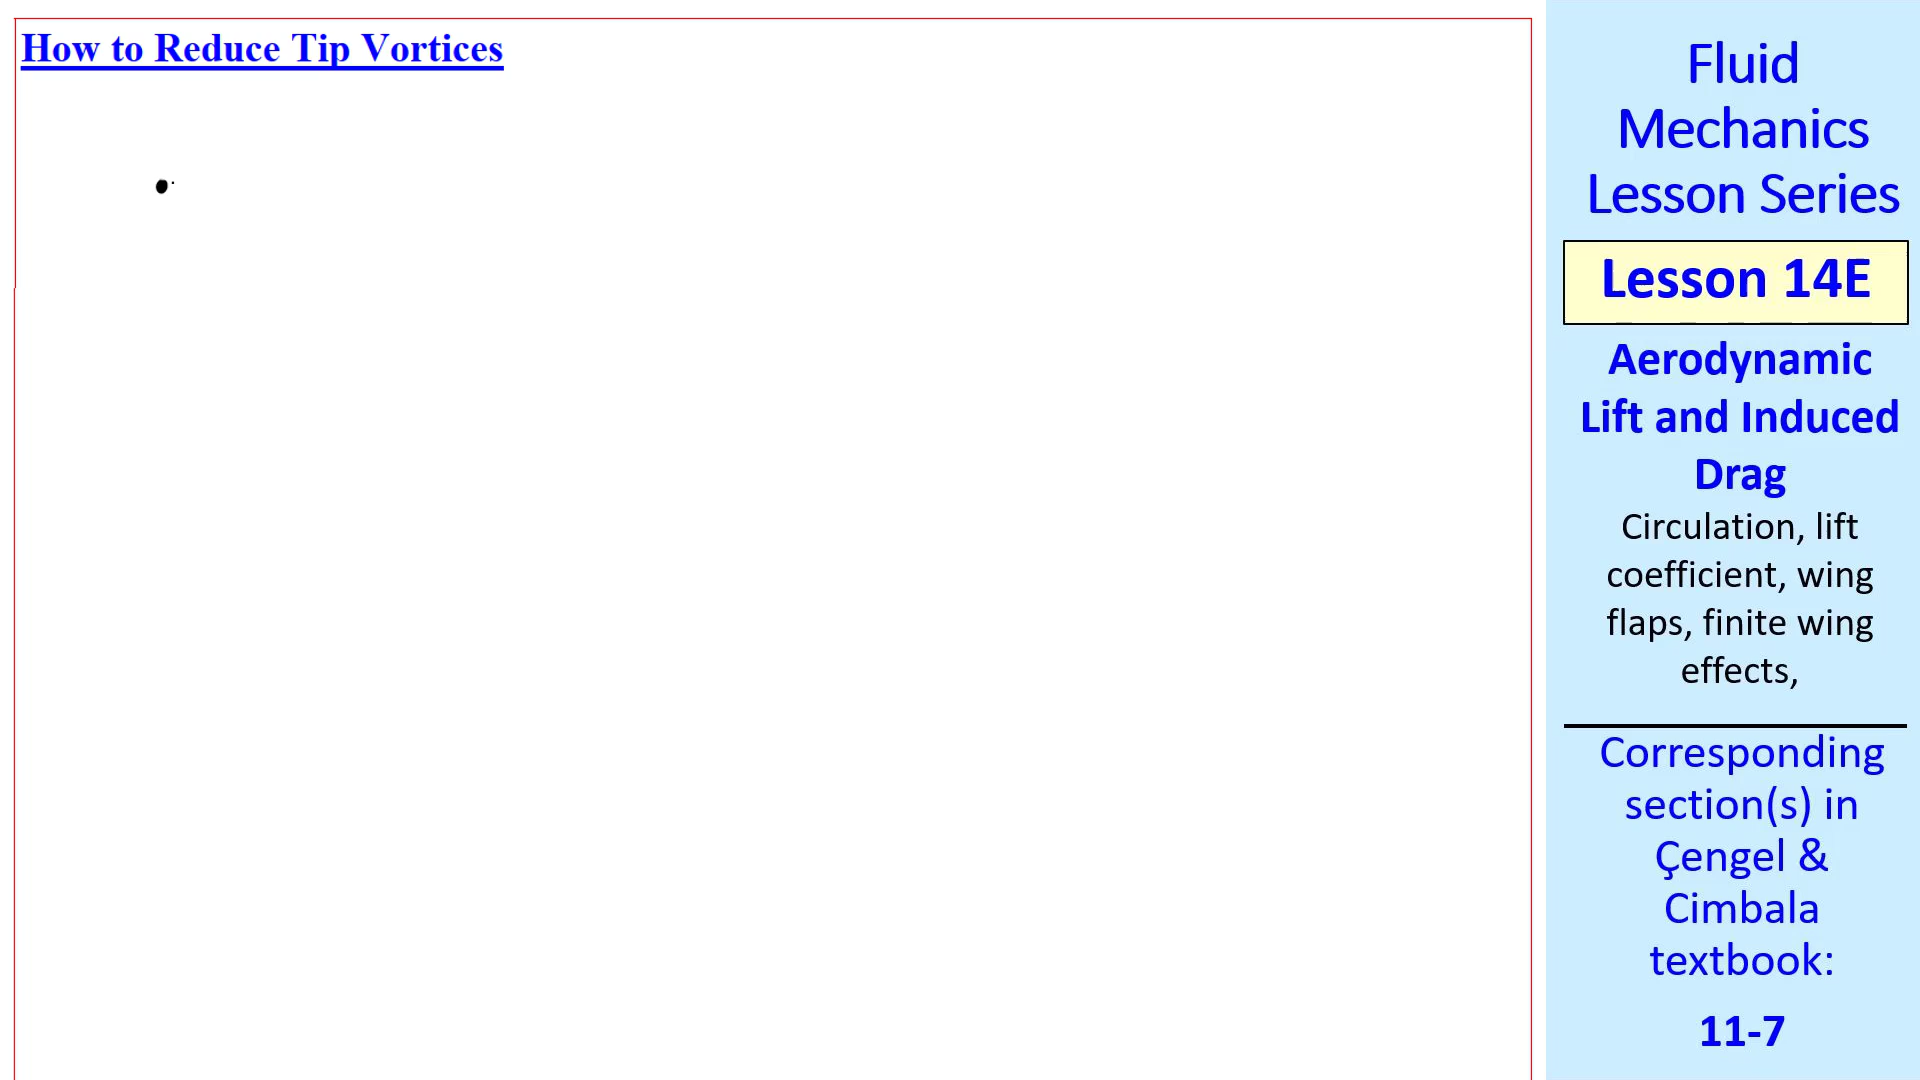 How to Reduce Tip Vortices
Fluid
Mechanics
Lesson Series
Lesson 14E
Aerodynamic
Lift and Induced
Drag
Circulation, lift
coefficient, wing
flaps, finite wing
effects,
Corresponding
section(s) in
Çengel &
Cimbala
textbook:
11-7